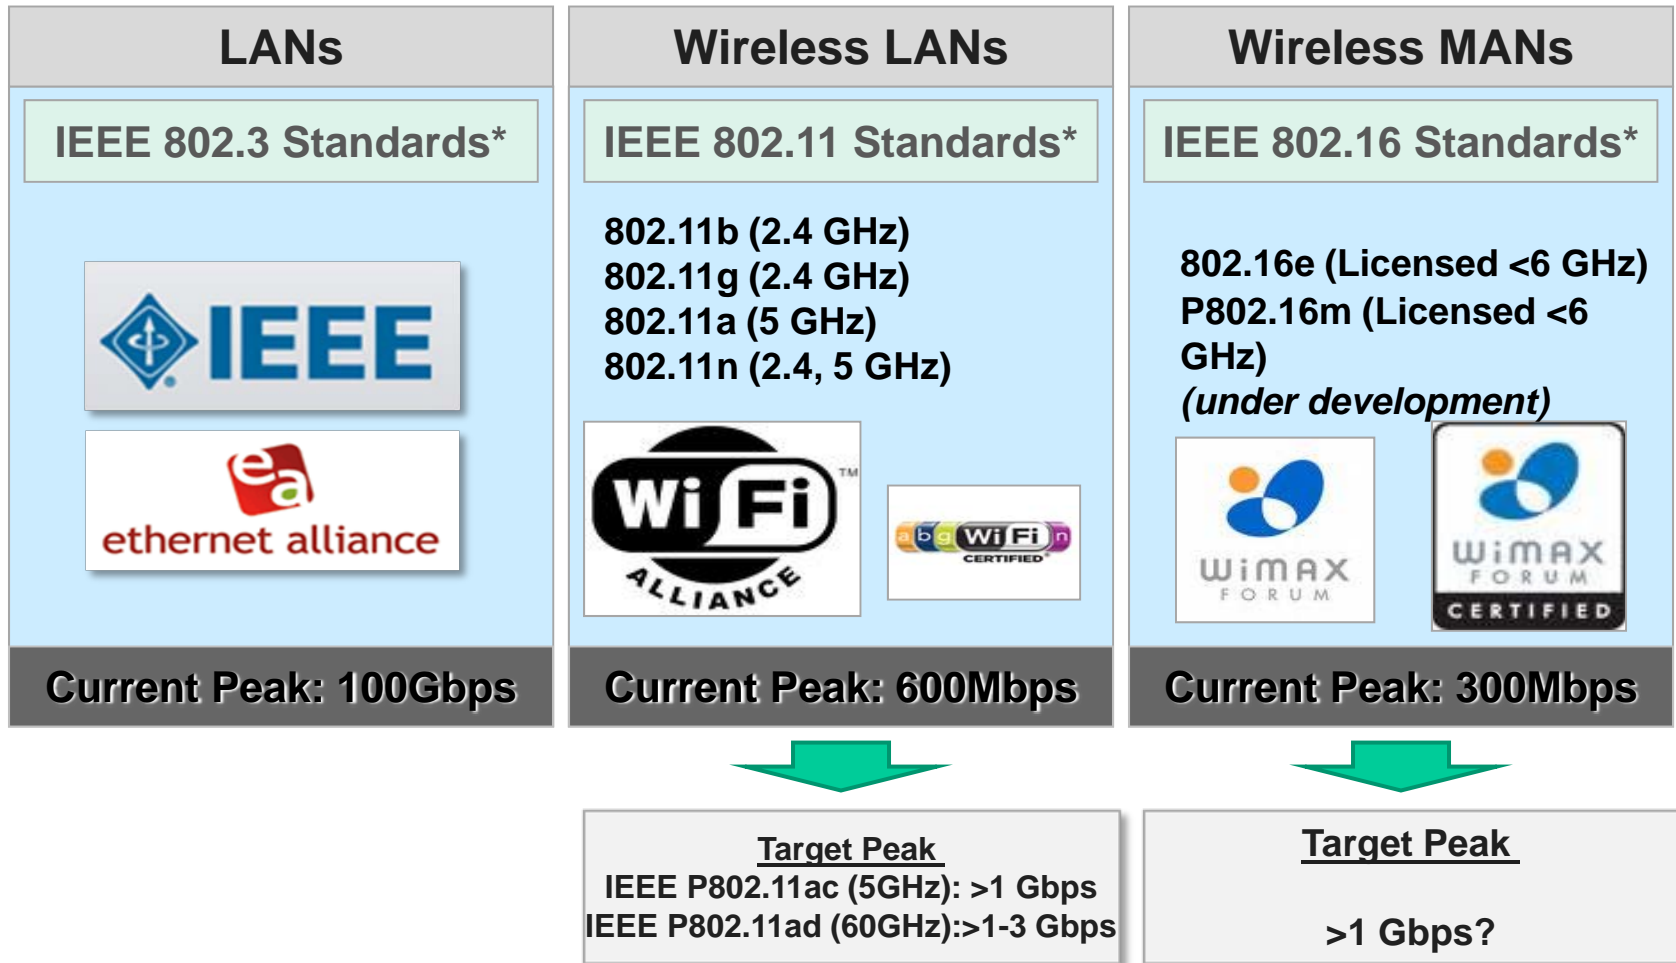 LANs
IEEE 802.3 Standards*
IEEE
ea
ethernet alliance
Current Peak: 100Gbps
Wireless LANs
IEEE 802.11 Standards*
802.11b (2.4 GHz)
802.11g (2.4 GHz)
802.11a (5 GHz)
802.11n (2.4, 5 GHz)
Wi Fi TM
ALLIANCE
a b g Wi Fi n
CERTIFIED
Current Peak: 600Mbps
Target Peak
IEEE P802.11ac (5GHz): >1 Gbps
IEEE P802.11ad (60GHz):>1-3 Gbps
Wireless MANs
IEEE 802.16 Standards*
802.16e (Licensed <6 GHz)
P802.16m (Licensed <6
GHz)
(under development)
WiMAX
FORUM
WiMAX
FORUM
CERTIFIED
Current Peak: 300Mbps
Target Peak
>1 Gbps?